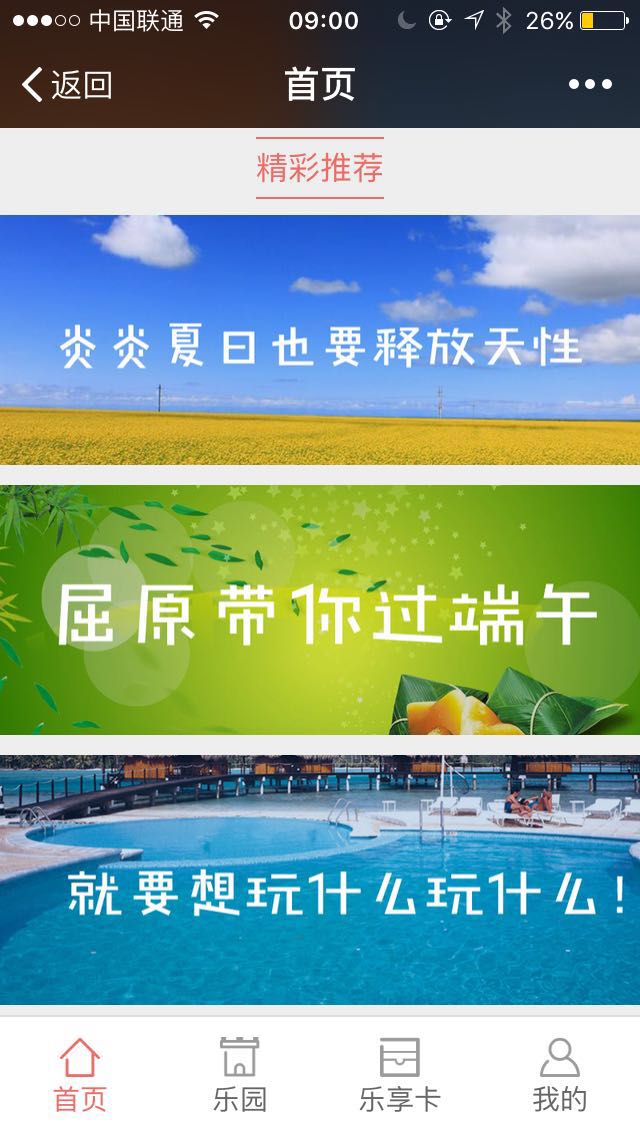 中国联通 09:00 26%
返回 首页
精彩推荐
炎炎夏日也要释放天性
屈原带你过端午
就要想玩什么玩什么！
首页 乐园 乐享卡 我的